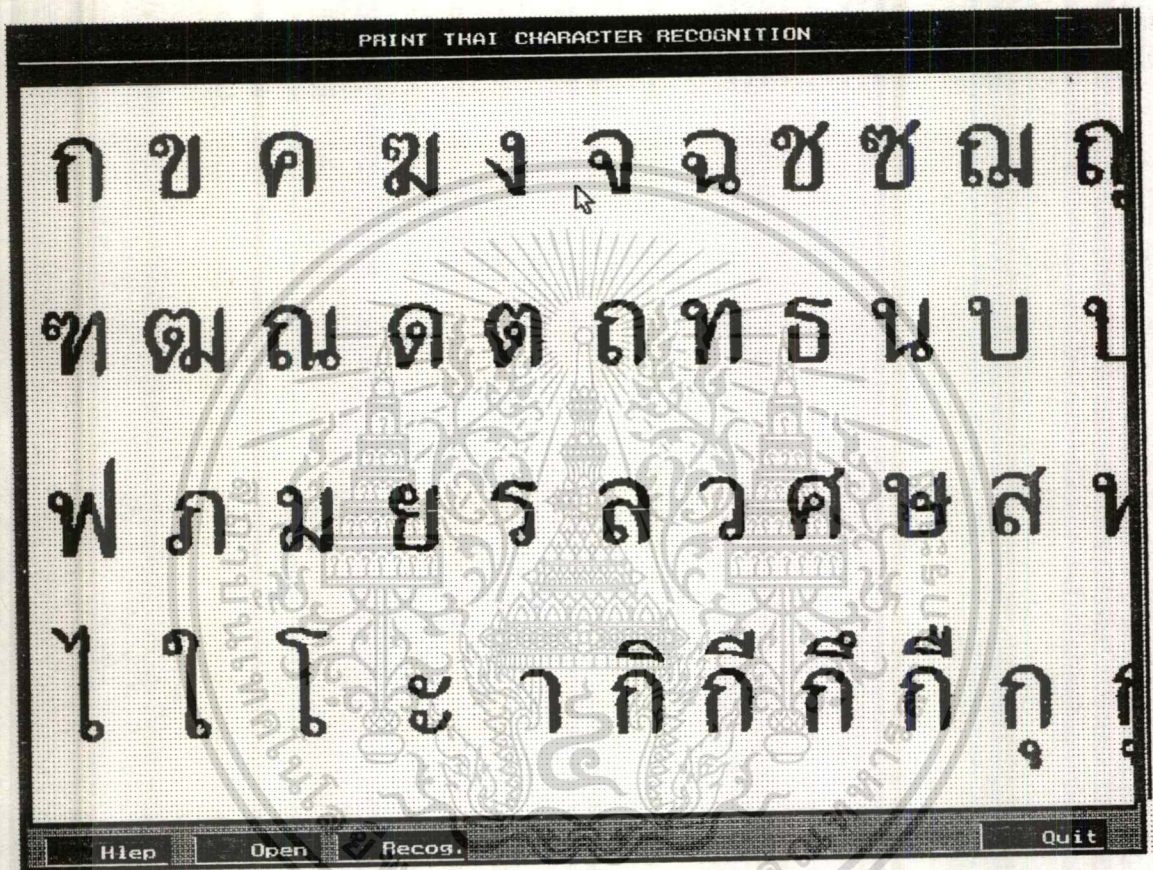 PRINT THAI CHARACTER RECOGNITION
ก ข ค ฆ ง จ ฉ ช ซ ฌ
ฑ ฒ ณ ด ต ถ ท ธ น บ
ฟ ภ ม ย ร ล ว ศ ษ ส
ไ ใ โ ะ า กิ กี กึ กื กุ
Hlep Open Recog. Quit